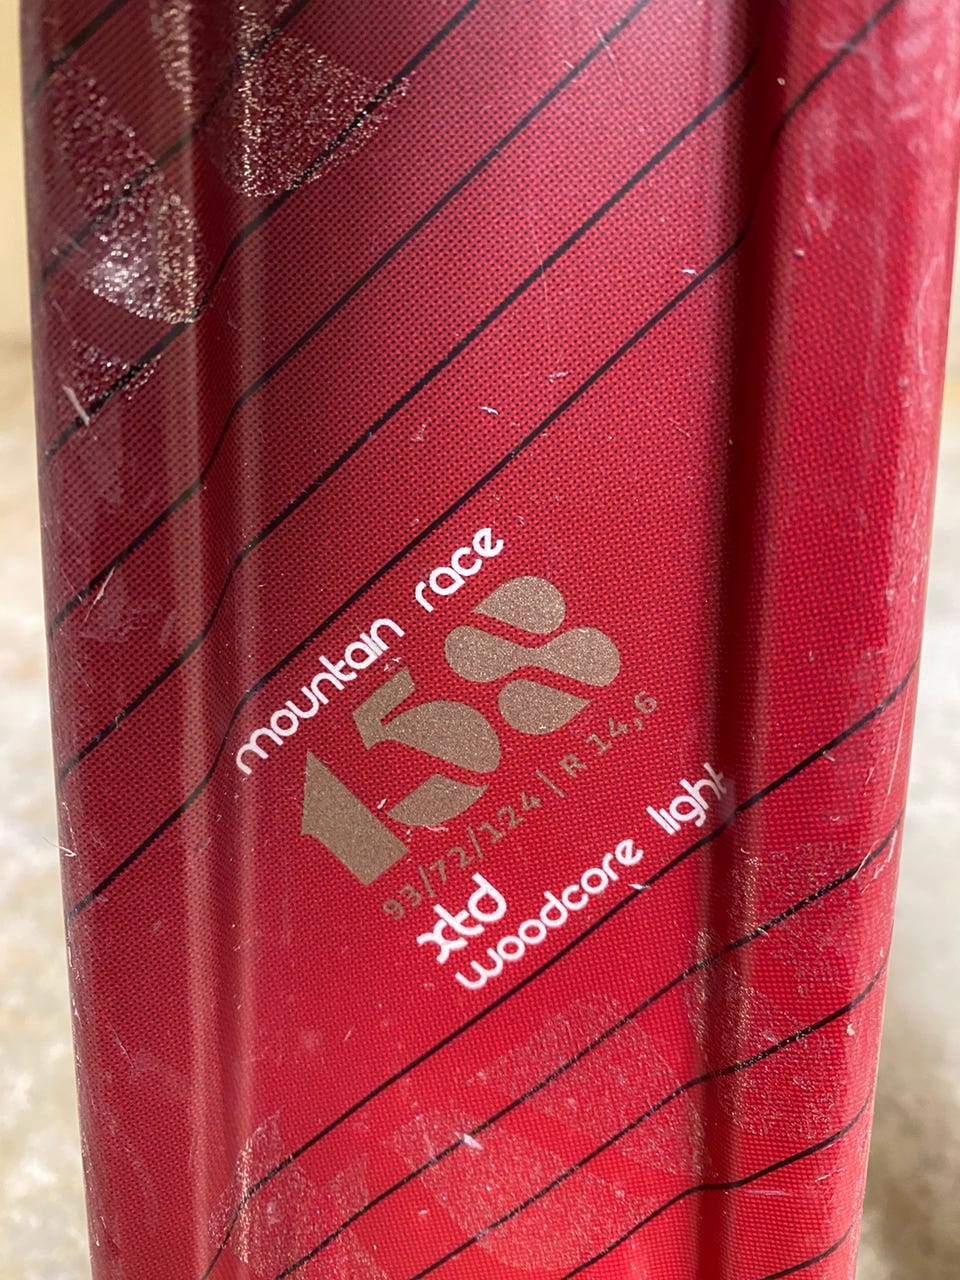 mountain race
158
93/72/124 | R 14,6
xtd
woodcore light